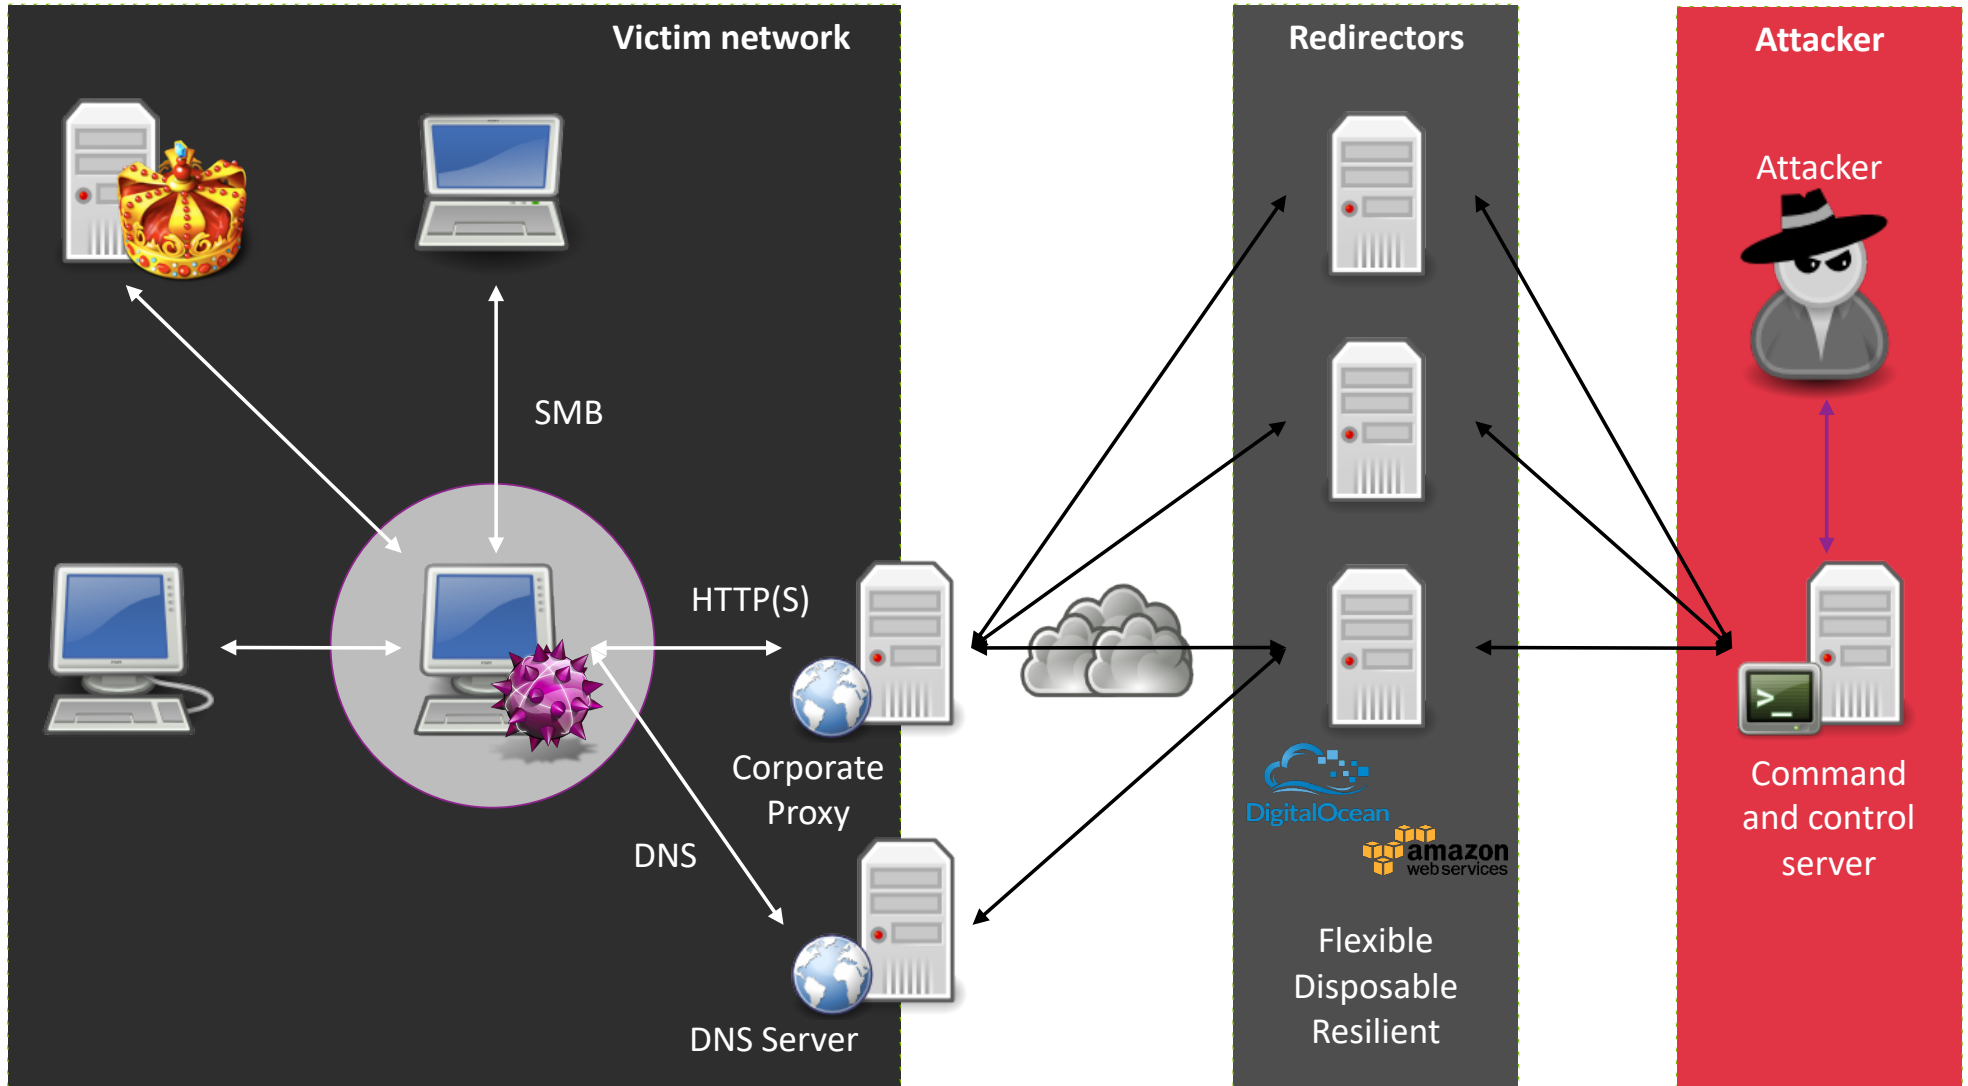 Victim network
Redirectors
Attacker
Attacker
SMB
HTTP(S)
Corporate
Proxy
DNS
DNS Server
DigitalOcean
amazon
web services
Flexible
Disposable
Resilient
>_
Command
and control
server